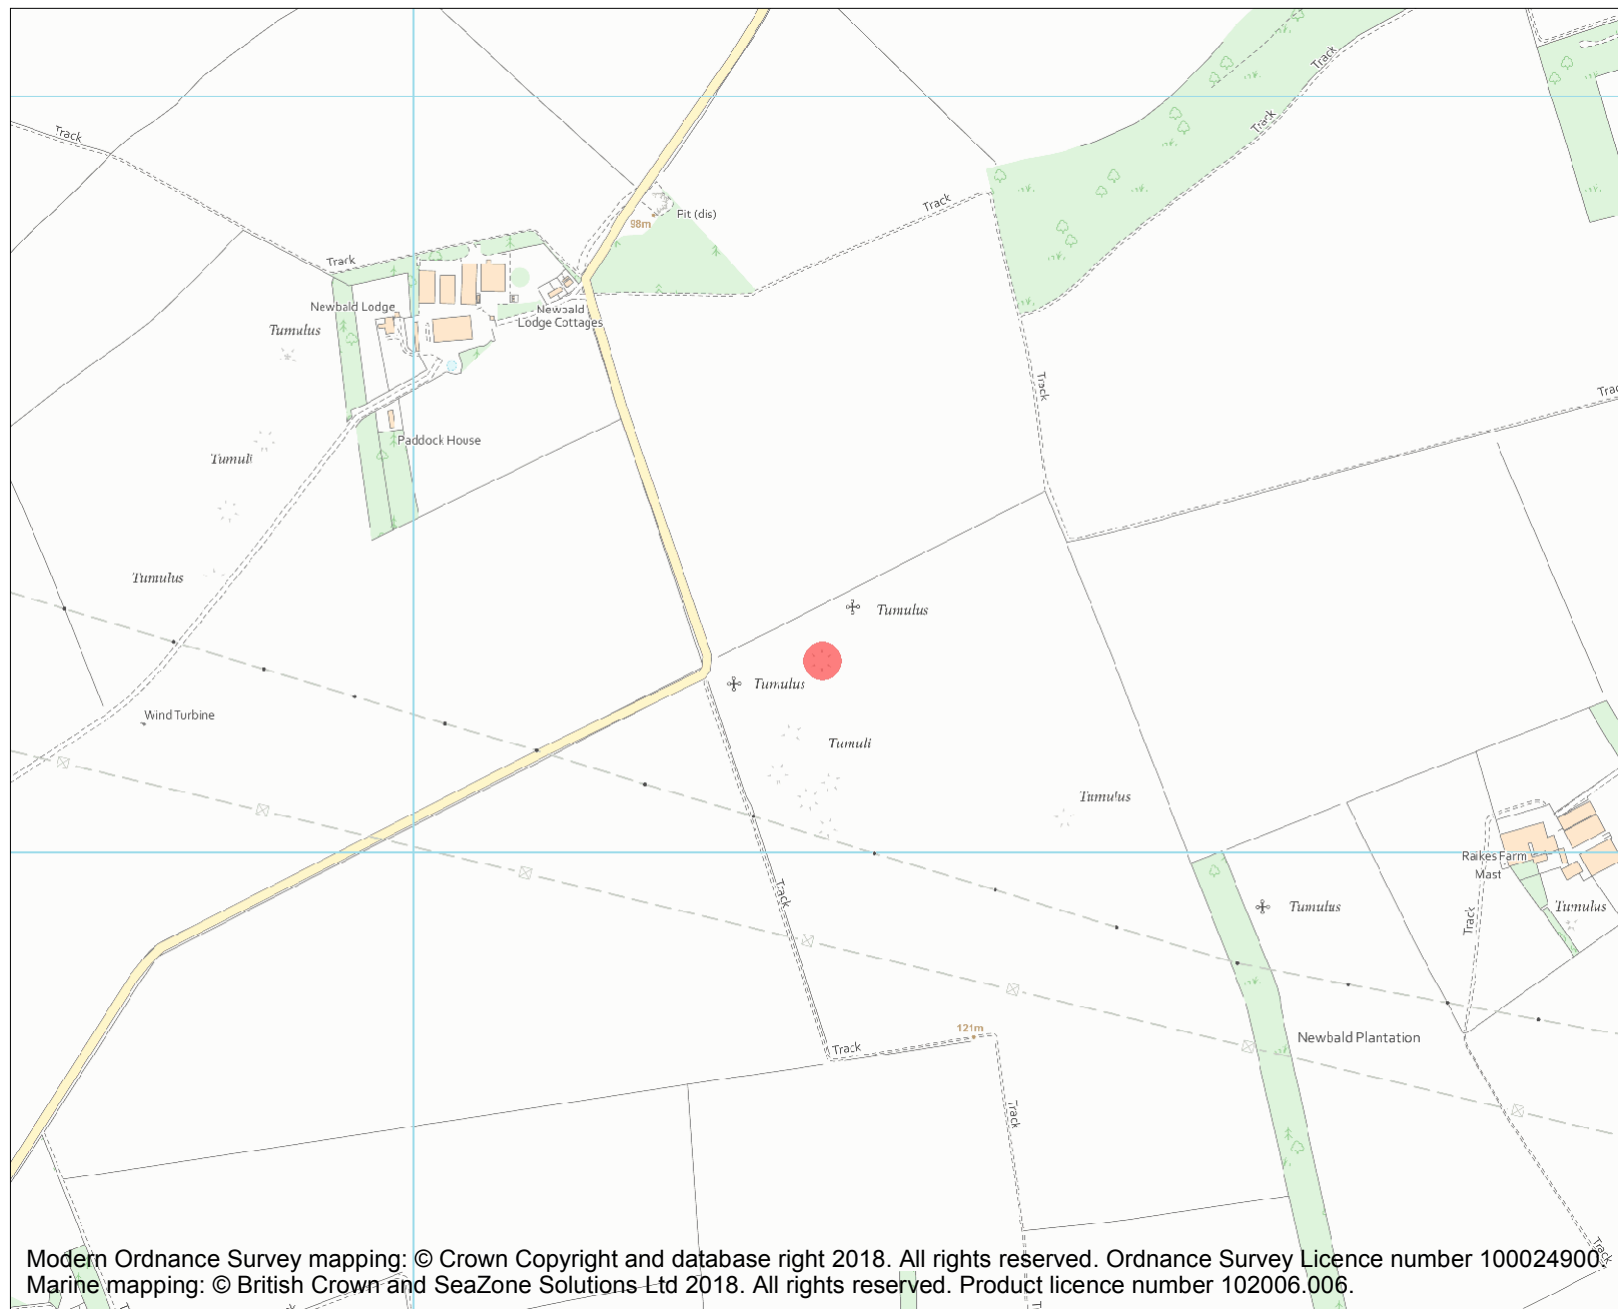 Track
Track
Track
Track
Pit (dis)
98m
Track
Newbald Lodge
Newbald
Lodge Cottages
Tumulus
Track
Track
Paddock House
Tumuli
Tumulus
Tumulus
Tumulus
Wind Turbine
Tumuli
Tumulus
Raikes Farm
Mast
Track
Tumulus
Tumulus
Track
121m
Track
Newbald Plantation
Track
Track
Modern Ordnance Survey mapping: © Crown Copyright and database right 2018. All rights reserved. Ordnance Survey Licence number 100024900.
Marine mapping: © British Crown and SeaZone Solutions Ltd 2018. All rights reserved. Product licence number 102006.006.